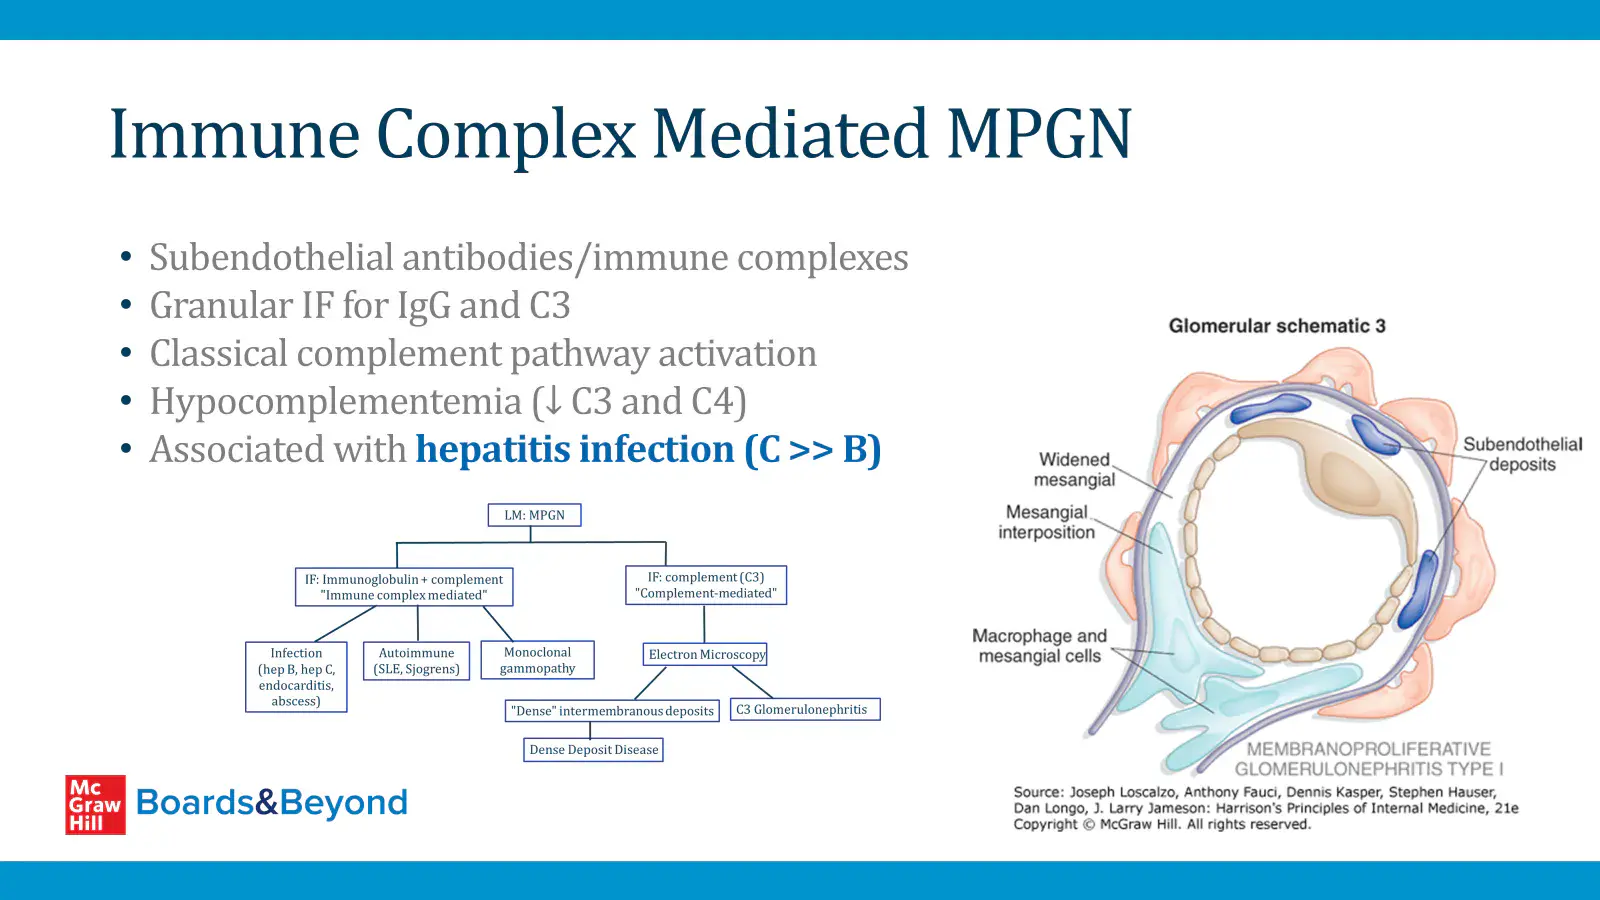 Immune Complex Mediated MPGN
• Subendothelial antibodies/immune complexes
• Granular IF for IgG and C3
• Classical complement pathway activation
• Hypocomplementemia (↓ C3 and C4)
• Associated with hepatitis infection (C >> B)
LM: MPGN
IF: Immunoglobulin + complement
"Immune complex mediated"
IF: complement (C3)
"Complement-mediated"
Infection
(hep B, hep C,
endocarditis,
abscess)
Autoimmune
(SLE, Sjogrens)
Monoclonal
gammopathy
Electron Microscopy
"Dense" intermembranous deposits
C3 Glomerulonephritis
Dense Deposit Disease
Glomerular schematic 3
Subendothelial
deposits
Widened
mesangial
Mesangial
interposition
Macrophage and
mesangial cells
MEMBRANOPROLIFERATIVE
GLOMERULONEPHRITIS TYPE I
Source: Joseph Loscalzo, Anthony Fauci, Dennis Kasper, Stephen Hauser,
Dan Longo, J. Larry Jameson: Harrison's Principles of Internal Medicine, 21e
Copyright © McGraw Hill. All rights reserved.
Mc
Graw
Hill
Boards&Beyond